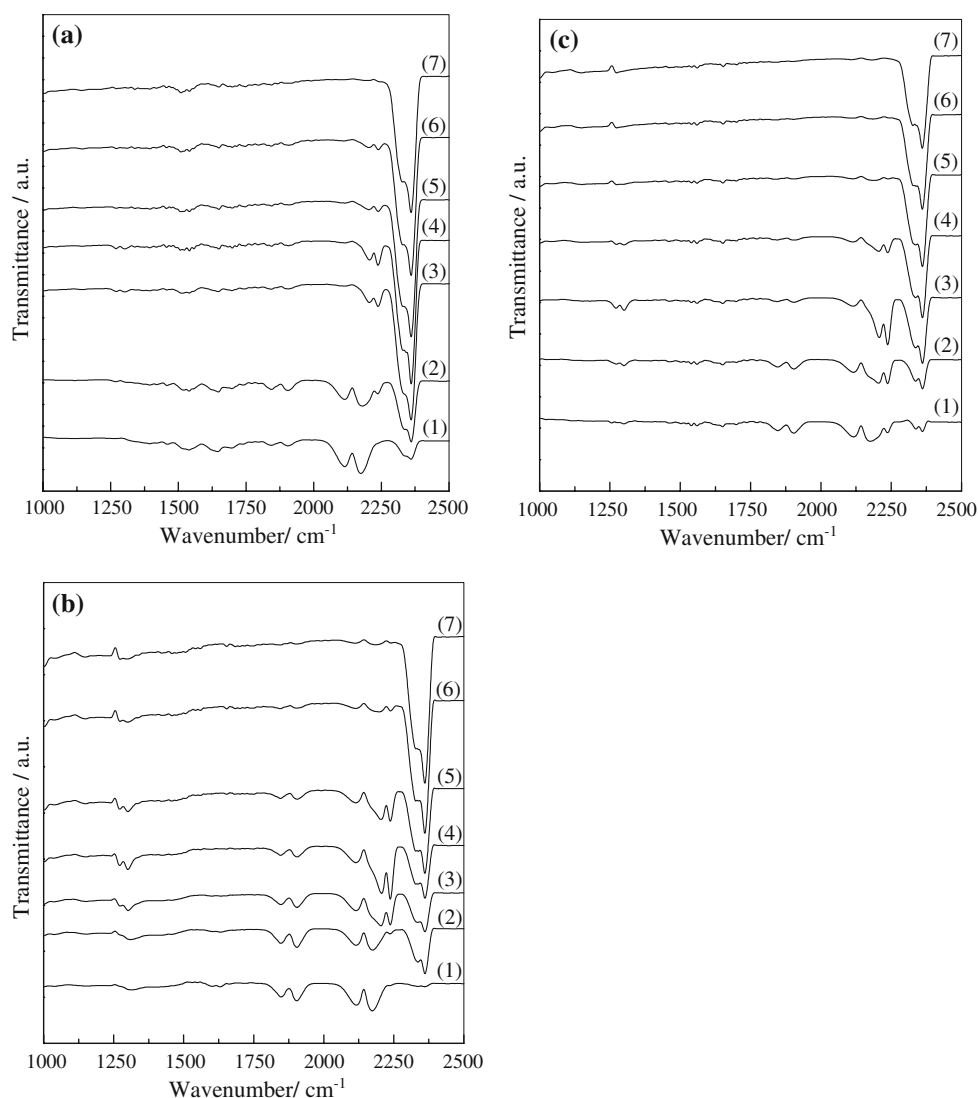 (a)
(7)
(6)
(5)
(4)
(3)
(2)
(1)
Transmittance / a.u.
1000 1250 1500 1750 2000 2250 2500
Wavenumber/ cm⁻¹
(c)
(7)
(6)
(5)
(4)
(3)
(2)
(1)
Transmittance / a.u.
1000 1250 1500 1750 2000 2250 2500
Wavenumber/ cm⁻¹
(b)
(7)
(6)
(5)
(4)
(3)
(2)
(1)
Transmittance / a.u.
1000 1250 1500 1750 2000 2250 2500
Wavenumber/ cm⁻¹